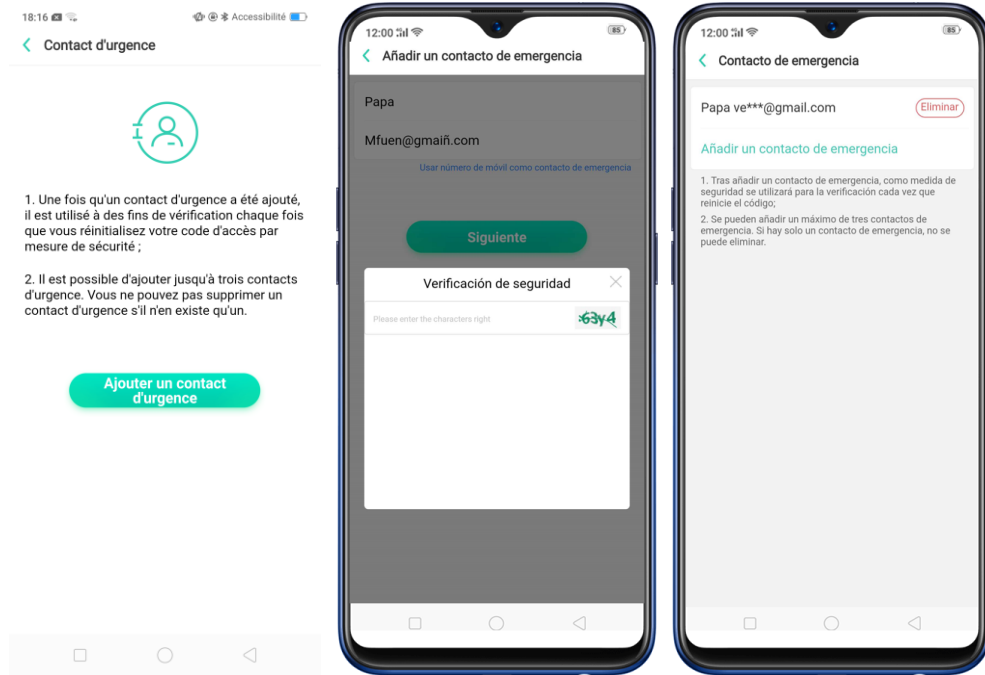 18:16
Accessibilité
Contact d'urgence
1. Une fois qu'un contact d'urgence a été ajouté,
il est utilisé à des fins de vérification chaque fois
que vous réinitialisez votre code d'accès par
mesure de sécurité ;
2. Il est possible d'ajouter jusqu'à trois contacts
d'urgence. Vous ne pouvez pas supprimer un
contact d'urgence s'il n'en existe qu'un.
Ajouter un contact
d'urgence
12:00
85
Añadir un contacto de emergencia
Papa
Mfuen@gmaiñ.com
Usar número de móvil como contacto de emergencia
Siguiente
Verificación de seguridad
Please enter the characters right
63y4
12:00
85
Contacto de emergencia
Papa ve***@gmail.com
Eliminar
Añadir un contacto de emergencia
1. Tras añadir un contacto de emergencia, como medida de
seguridad se utilizará para la verificación cada vez que
reinicie el código;
2. Se pueden añadir un máximo de tres contactos de
emergencia. Si hay solo un contacto de emergencia, no se
puede eliminar.